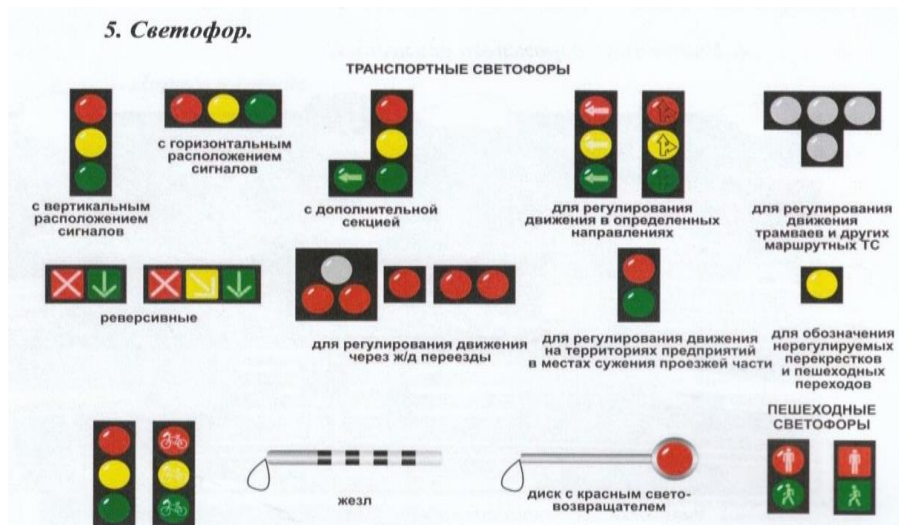 5. Светофор.
ТРАНСПОРТНЫЕ СВЕТОФОРЫ
с вертикальным
расположением
сигналов
с горизонтальным
расположением
сигналов
с дополнительной
секцией
для регулирования
движения в определенных
направлениях
для регулирования
движения
трамваев и других
маршрутных ТС
реверсивные
для регулирования движения
через ж/д переезды
для регулирования движения
на территориях предприятий
в местах сужения проезжей части
для обозначения
нерегулируемых
перекрестков
и пешеходных
переходов
жезл
диск с красным свето-
возвращателем
ПЕШЕХОДНЫЕ
СВЕТОФОРЫ